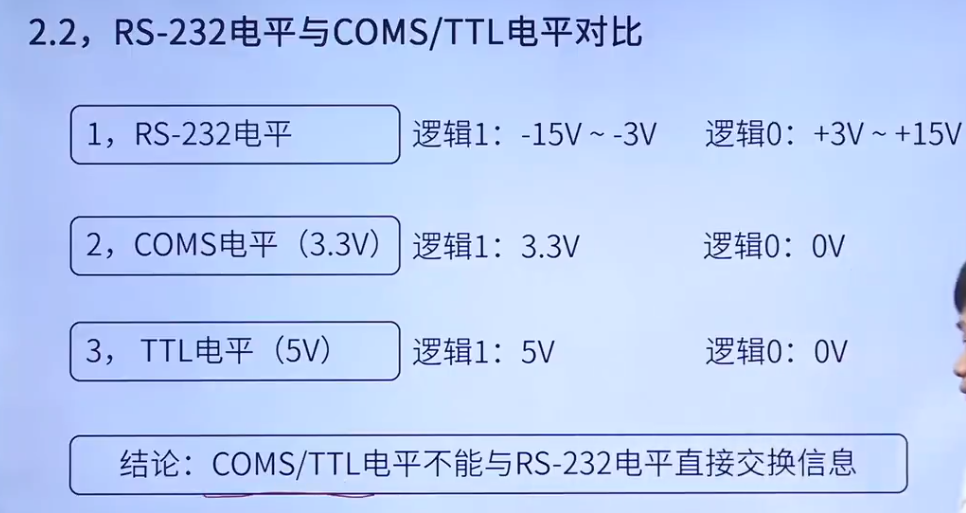 2.2，RS-232电平与COMS/TTL电平对比
1，RS-232电平 逻辑1：-15V ~ -3V 逻辑0：+3V ~ +15V
2，COMS电平（3.3V） 逻辑1：3.3V 逻辑0：0V
3， TTL电平（5V） 逻辑1：5V 逻辑0：0V
结论：COMS/TTL电平不能与RS-232电平直接交换信息